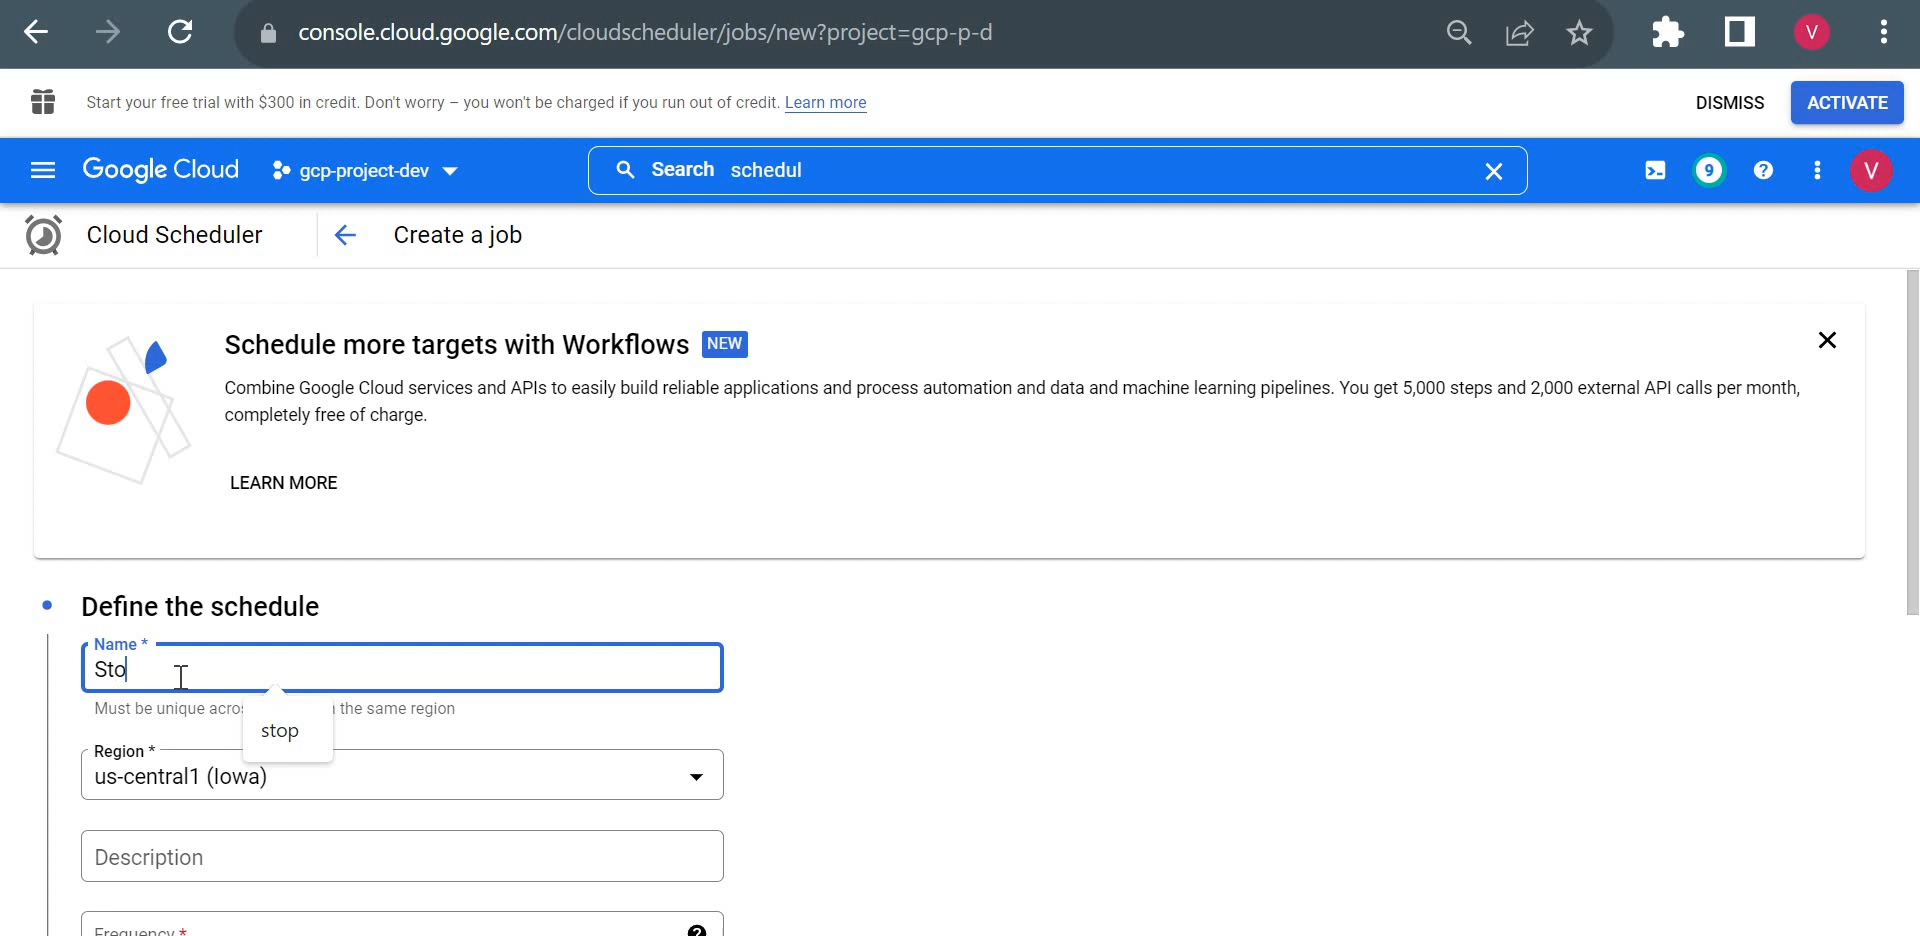 console.cloud.google.com/cloudscheduler/jobs/new?project=gcp-p-d
V
Start your free trial with $300 in credit. Don't worry – you won't be charged if you run out of credit. Learn more
DISMISS
ACTIVATE
Google Cloud
gcp-project-dev
Search schedul
9
V
Cloud Scheduler
Create a job
Schedule more targets with Workflows NEW
Combine Google Cloud services and APIs to easily build reliable applications and process automation and data and machine learning pipelines. You get 5,000 steps and 2,000 external API calls per month,
completely free of charge.
LEARN MORE
Define the schedule
Name *
Sto
Must be unique the same region
stop
Region *
us-central1 (Iowa)
Description
Frequency *